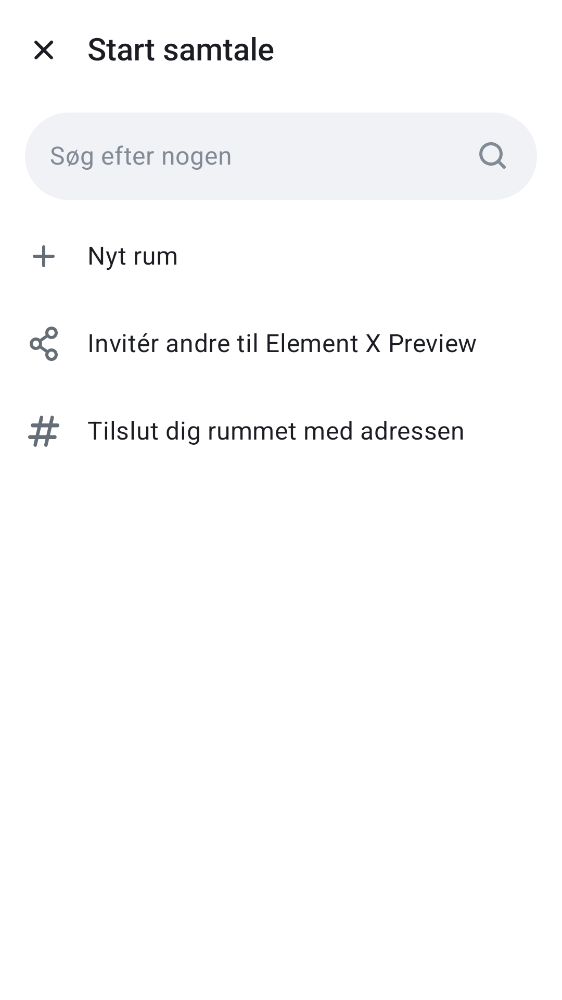 Start samtale
Søg efter nogen
Nyt rum
Invitér andre til Element X Preview
Tilslut dig rummet med adressen